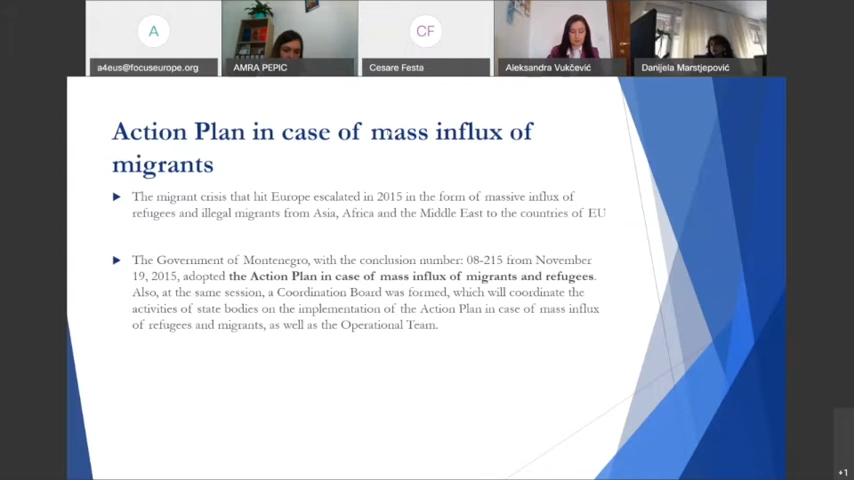 A
CF
a4eus@focuseurope.org
AMRA PEPIC
Cesare Festa
Aleksandra Vukčević
Danijela Marstjepović
Action Plan in case of mass influx of
migrants
The migrant crisis that hit Europe escalated in 2015 in the form of massive influx of
refugees and illegal migrants from Asia, Africa and the Middle East to the countries of EU
The Government of Montenegro, with the conclusion number: 08-215 from November
19, 2015, adopted the Action Plan in case of mass influx of migrants and refugees.
Also, at the same session, a Coordination Board was formed, which will coordinate the
activities of state bodies on the implementation of the Action Plan in case of mass influx
of refugees and migrants, as well as the Operational Team.
+1